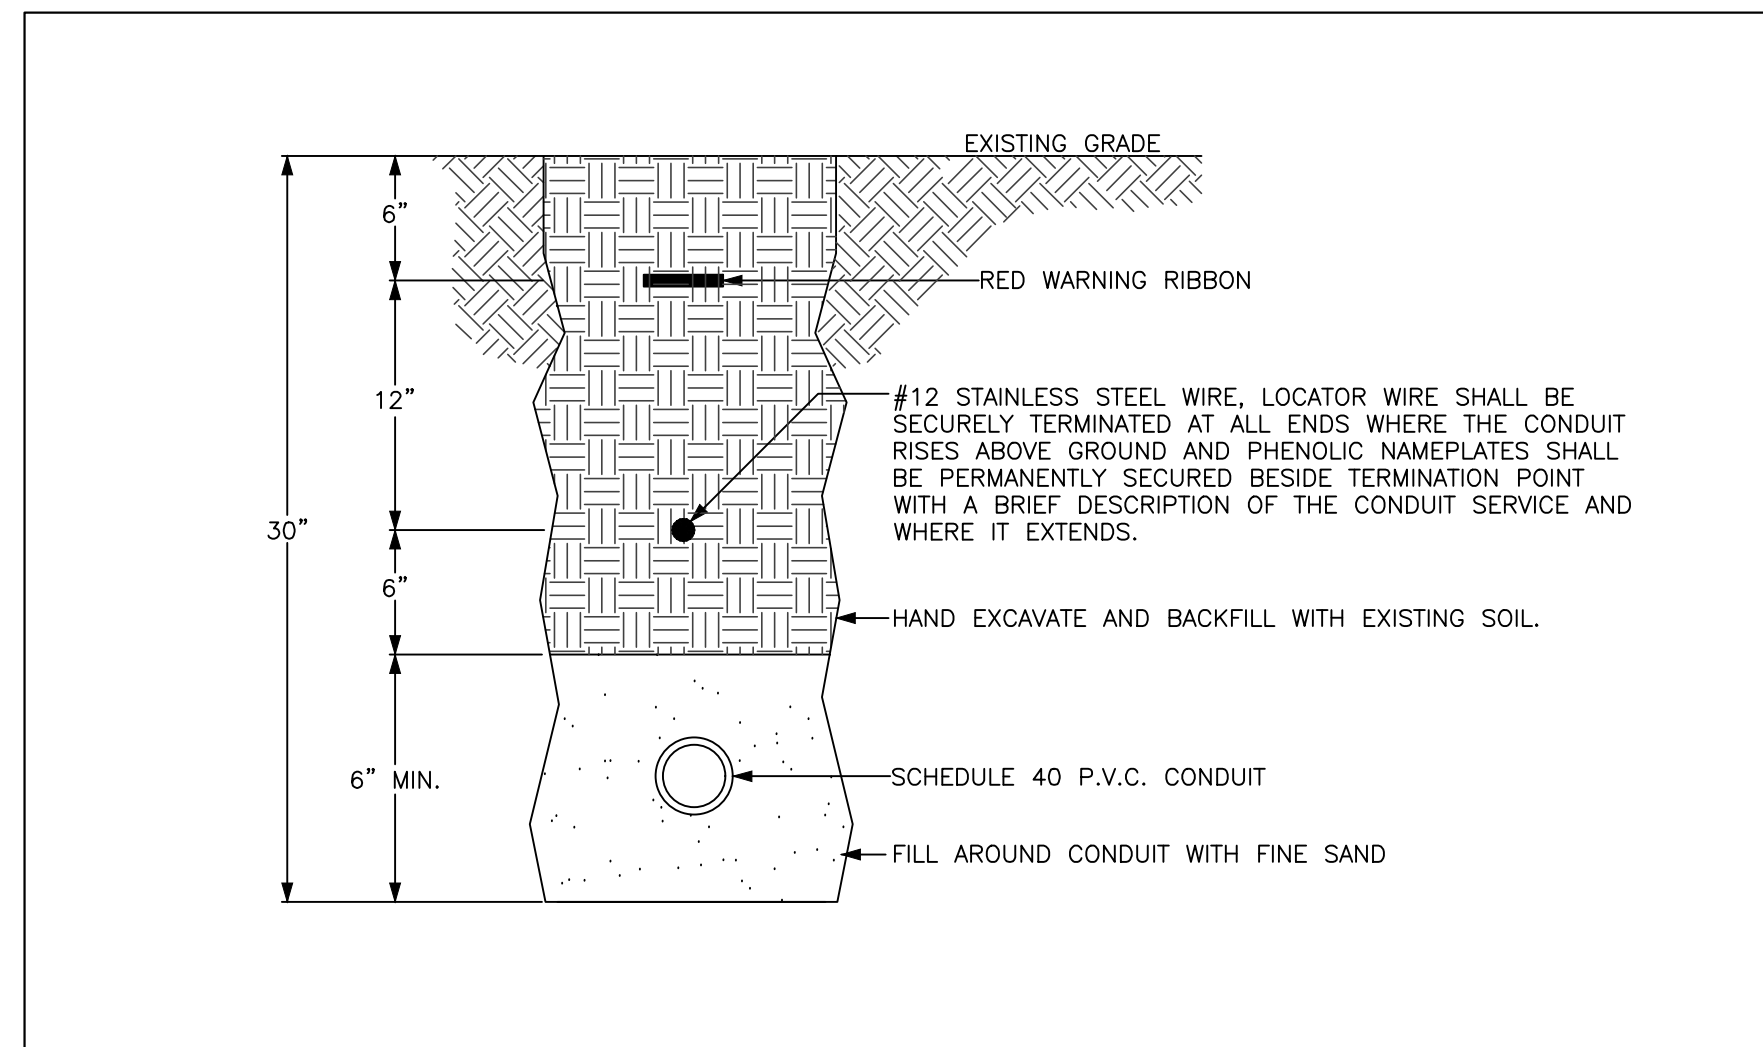 EXISTING GRADE
6"
RED WARNING RIBBON
12"
#12 STAINLESS STEEL WIRE, LOCATOR WIRE SHALL BE
SECURELY TERMINATED AT ALL ENDS WHERE THE CONDUIT
RISES ABOVE GROUND AND PHENOLIC NAMEPLATES SHALL
BE PERMANENTLY SECURED BESIDE TERMINATION POINT
WITH A BRIEF DESCRIPTION OF THE CONDUIT SERVICE AND
WHERE IT EXTENDS.
30"
6"
HAND EXCAVATE AND BACKFILL WITH EXISTING SOIL.
6" MIN.
SCHEDULE 40 P.V.C. CONDUIT
FILL AROUND CONDUIT WITH FINE SAND